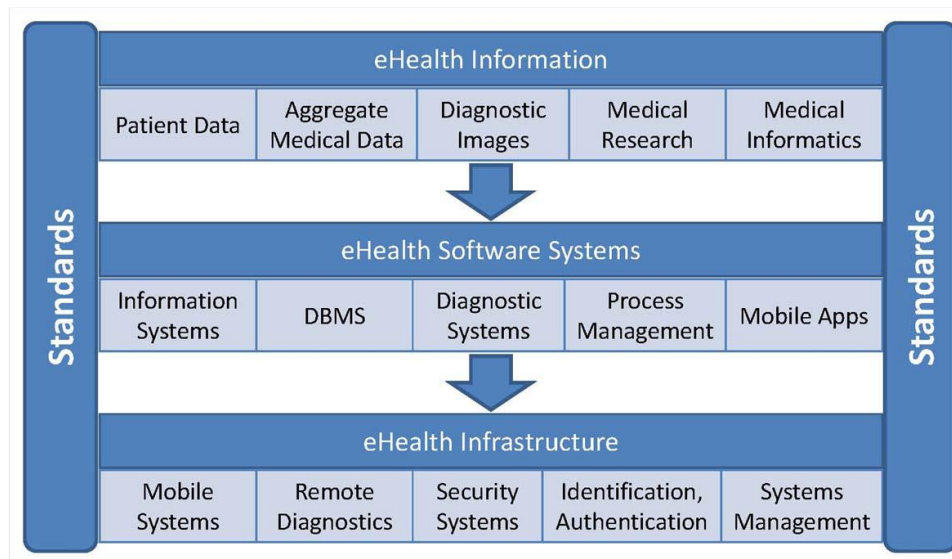 Standards
eHealth Information
Patient Data
Aggregate
Medical Data
Diagnostic
Images
Medical
Research
Medical
Informatics
eHealth Software Systems
Information
Systems
DBMS
Diagnostic
Systems
Process
Management
Mobile Apps
eHealth Infrastructure
Mobile
Systems
Remote
Diagnostics
Security
Systems
Identification,
Authentication
Systems
Management
Standards